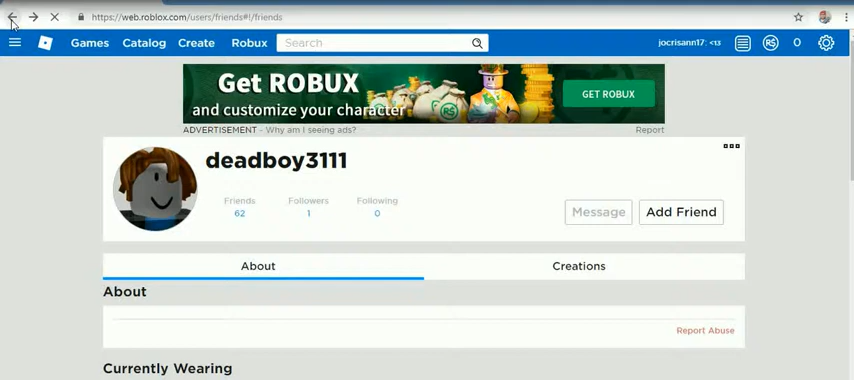 https://web.roblox.com/users/friends#!/friends
Games Catalog Create Robux Search jocrisann17: <13 R$ 0
Get ROBUX
and customize your character
GET ROBUX
ADVERTISEMENT - Why am I seeing ads? Report
deadboy3111
Friends Followers Following
62 1 0
Message Add Friend
About Creations
About
Report Abuse
Currently Wearing